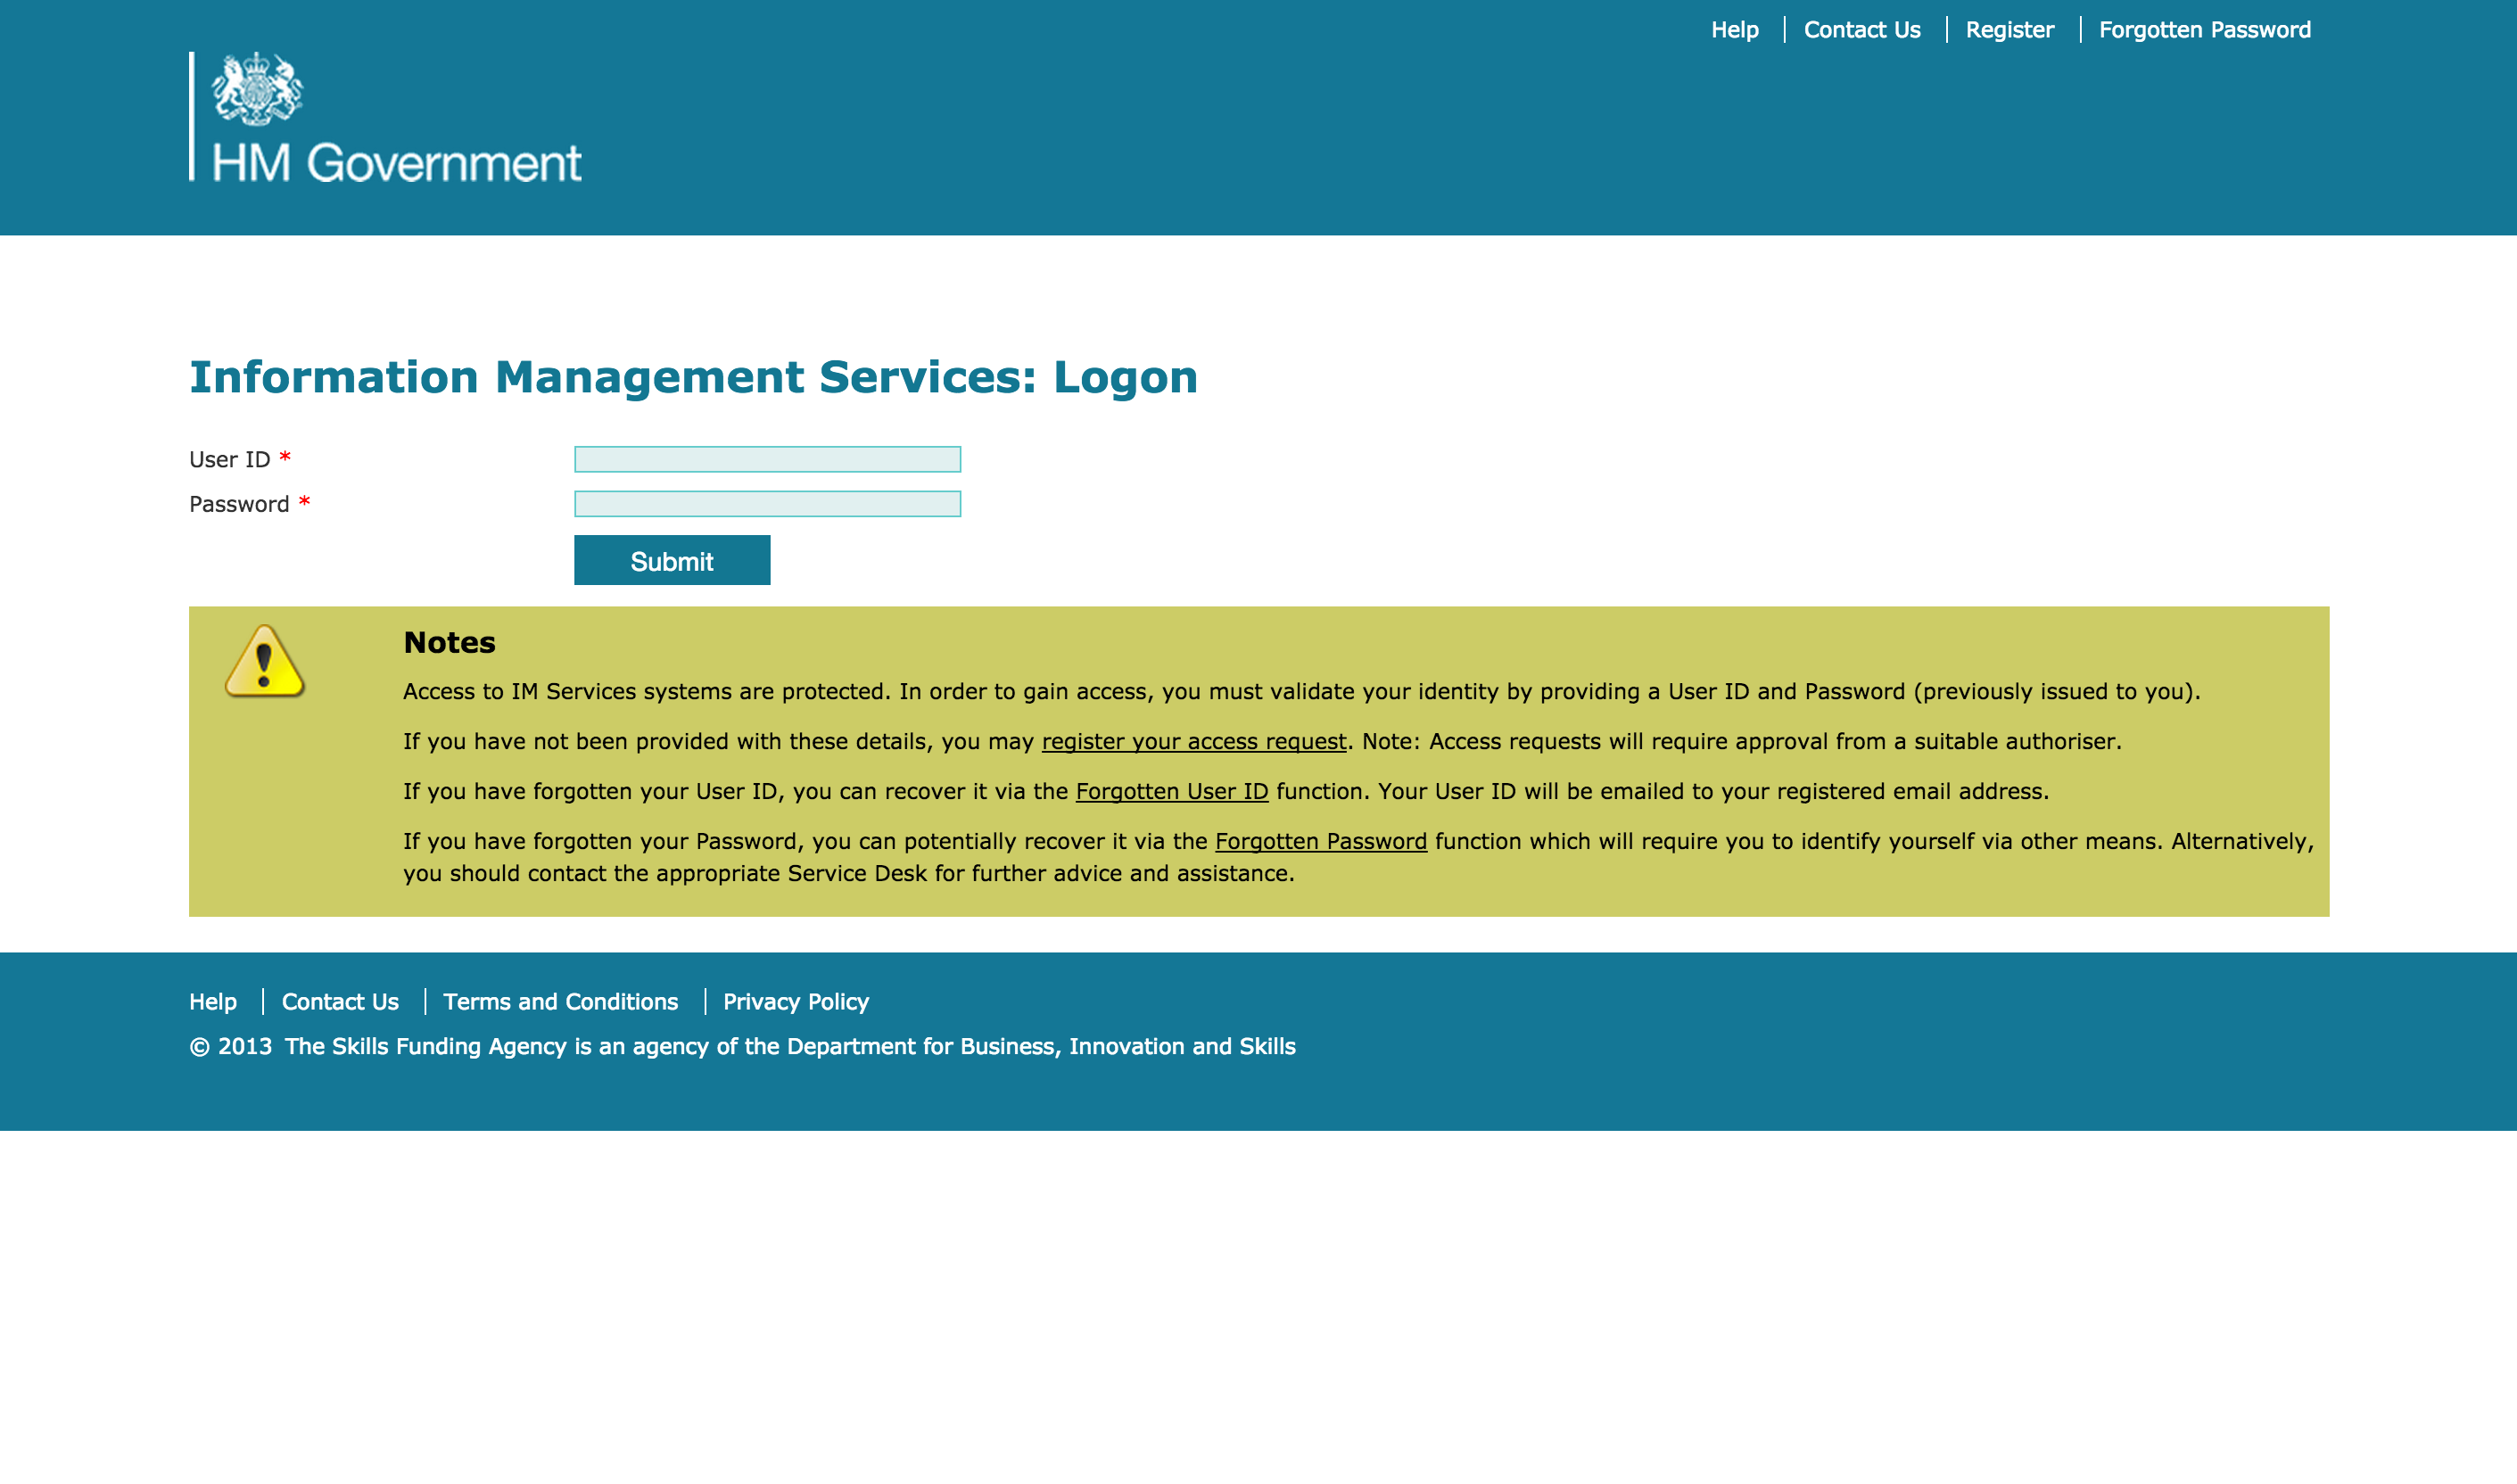 Help
Contact Us
Register
Forgotten Password
HM Government
Information Management Services: Logon
User ID *
Password *
Submit
Notes
Access to IM Services systems are protected. In order to gain access, you must validate your identity by providing a User ID and Password (previously issued to you).
If you have not been provided with these details, you may register your access request. Note: Access requests will require approval from a suitable authoriser.
If you have forgotten your User ID, you can recover it via the Forgotten User ID function. Your User ID will be emailed to your registered email address.
If you have forgotten your Password, you can potentially recover it via the Forgotten Password function which will require you to identify yourself via other means. Alternatively,
you should contact the appropriate Service Desk for further advice and assistance.
Help
Contact Us
Terms and Conditions
Privacy Policy
© 2013 The Skills Funding Agency is an agency of the Department for Business, Innovation and Skills